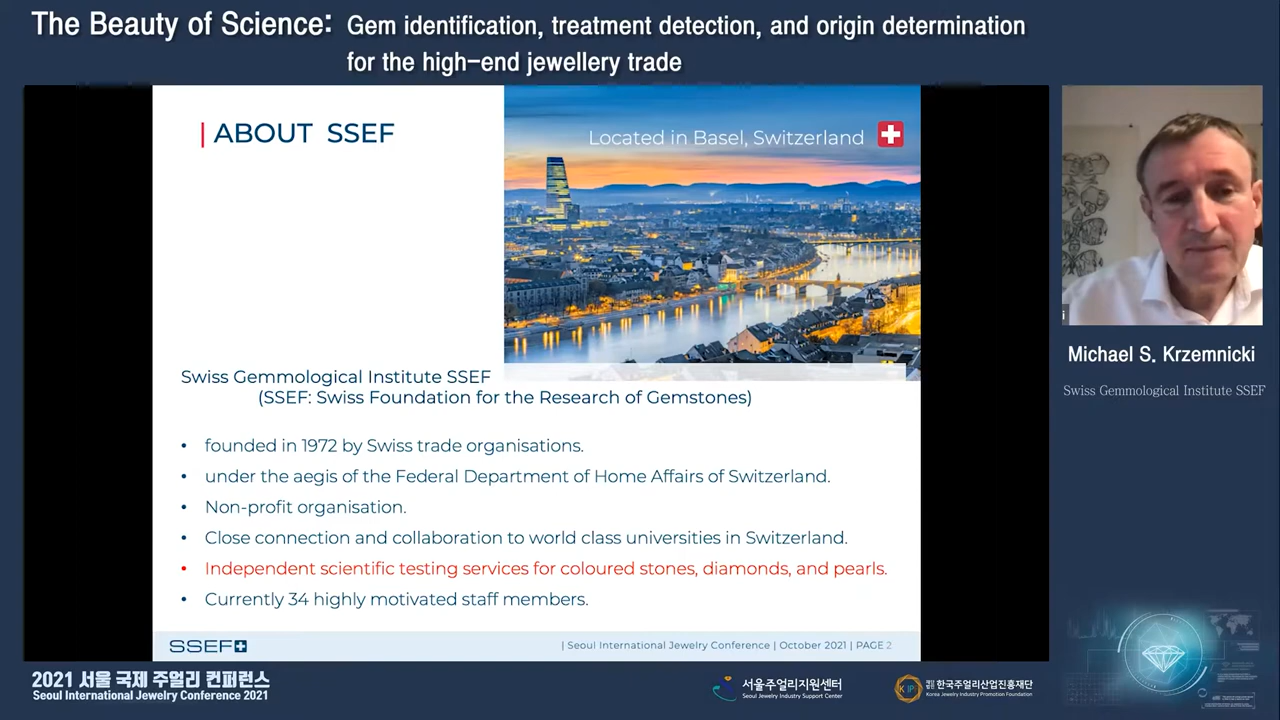 The Beauty of Science: Gem identification, treatment detection, and origin determination
for the high-end jewellery trade
| ABOUT SSEF
Located in Basel, Switzerland
Swiss Gemmological Institute SSEF
(SSEF: Swiss Foundation for the Research of Gemstones)
• founded in 1972 by Swiss trade organisations.
• under the aegis of the Federal Department of Home Affairs of Switzerland.
• Non-profit organisation.
• Close connection and collaboration to world class universities in Switzerland.
• Independent scientific testing services for coloured stones, diamonds, and pearls.
• Currently 34 highly motivated staff members.
SSEF
| Seoul International Jewelry Conference | October 2021 | PAGE 2
Michael S. Krzemnicki
Swiss Gemmological Institute SSEF
2021 서울 국제 주얼리 컨퍼런스
Seoul International Jewelry Conference 2021
서울주얼리지원센터
Seoul Jewelry Industry Support Center
한국주얼리산업진흥재단
Korea Jewelry Industry Promotion Foundation